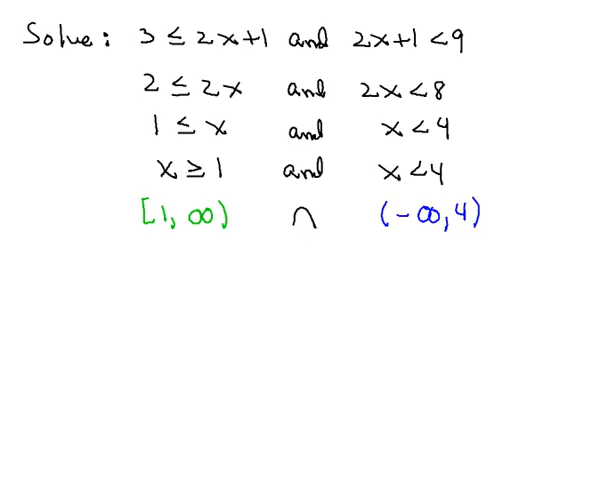 Solve: 3 ≤ 2x+1 and 2x+1 < 9
2 ≤ 2x and 2x < 8
1 ≤ x and x < 4
x ≥ 1 and x < 4
[1, ∞) ∩ (-∞, 4)